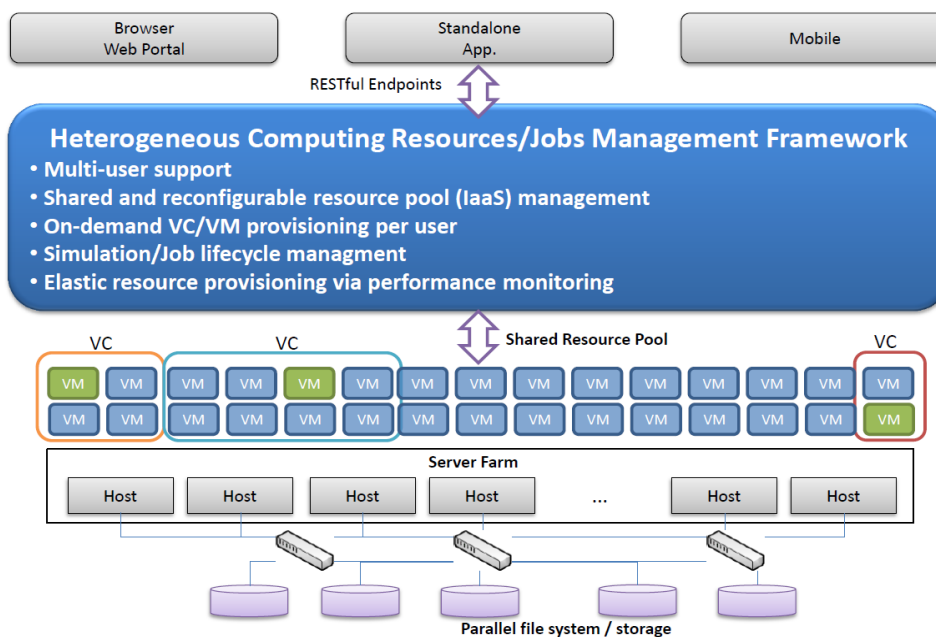 Browser
Web Portal
Standalone
App.
Mobile
RESTful Endpoints
Heterogeneous Computing Resources/Jobs Management Framework
• Multi-user support
• Shared and reconfigurable resource pool (IaaS) management
• On-demand VC/VM provisioning per user
• Simulation/Job lifecycle managment
• Elastic resource provisioning via performance monitoring
Shared Resource Pool
VC VC VC
VM VM VM VM VM VM VM VM VM VM VM VM VM VM VM
VM VM VM VM VM VM VM VM VM VM VM VM VM VM VM
Server Farm
Host Host Host Host ... Host Host
Parallel file system / storage